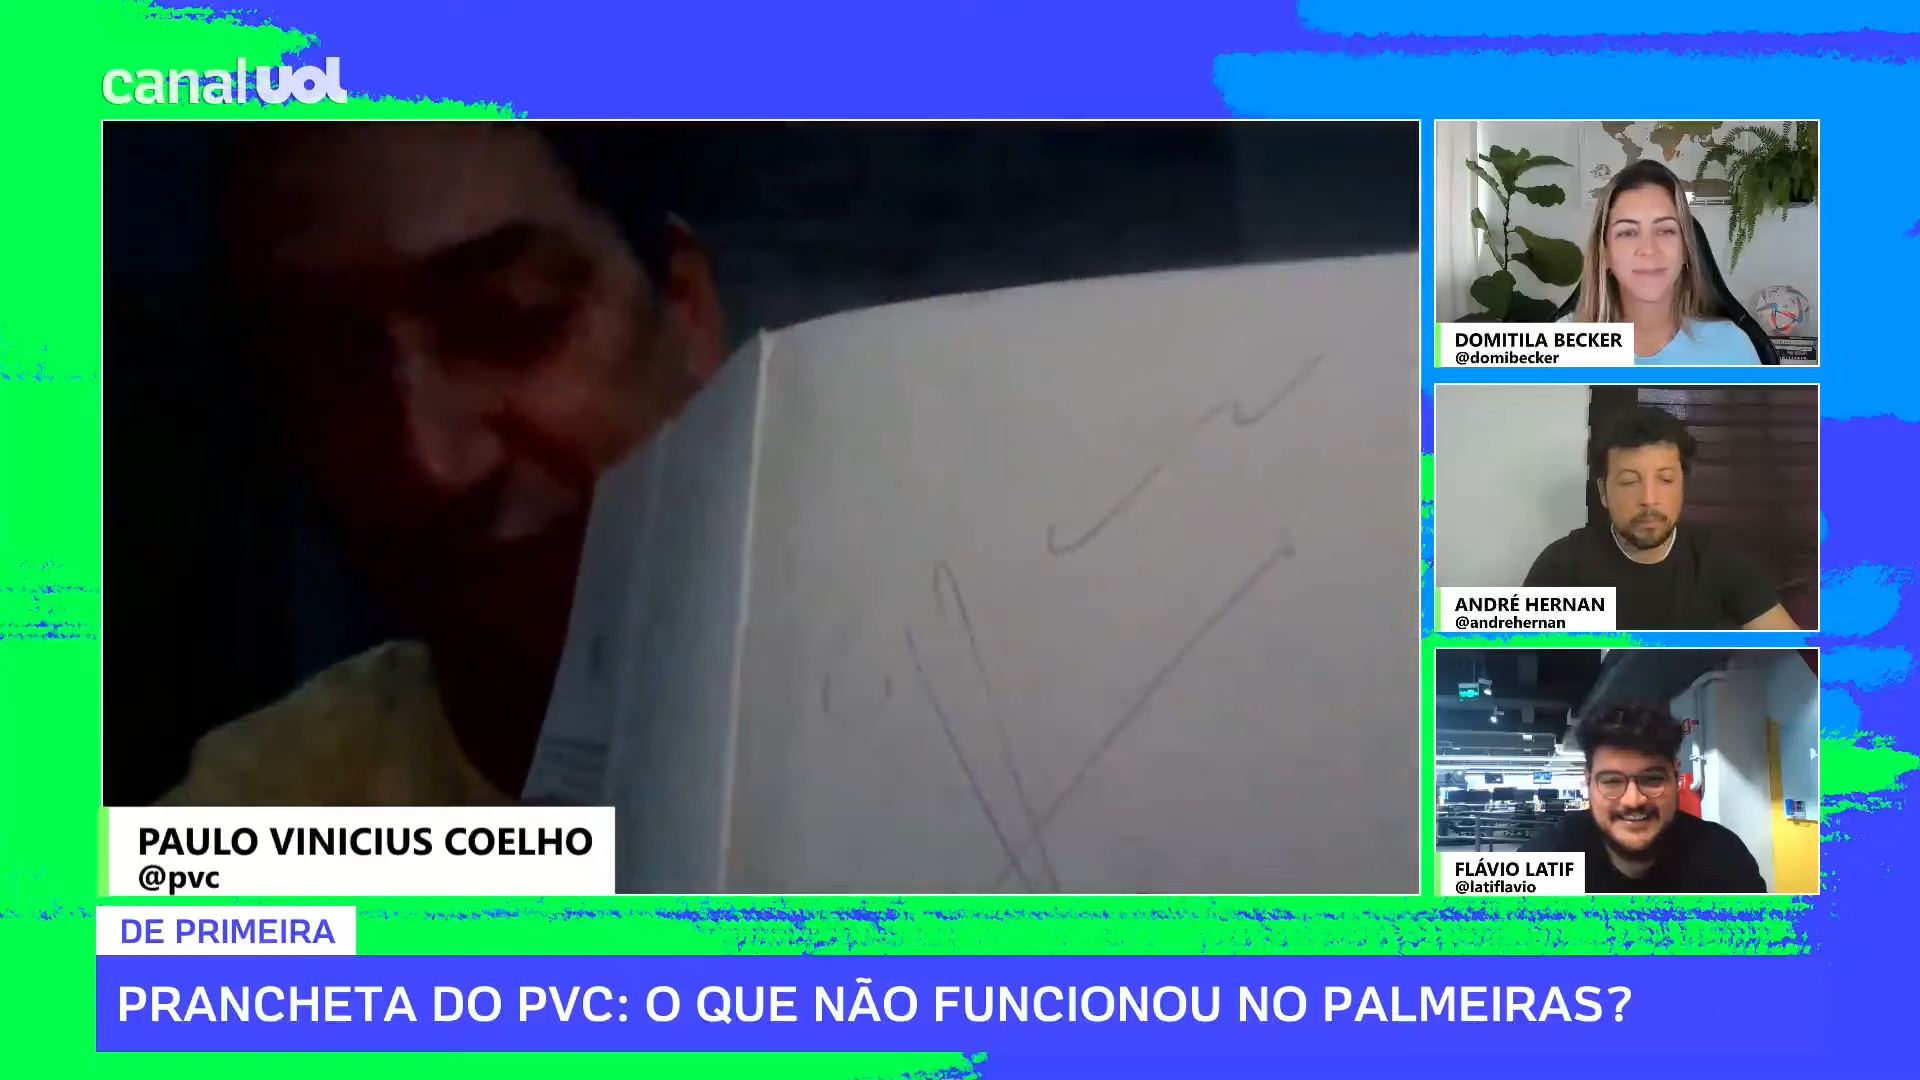 canal UOL
DOMITILA BECKER
@domibecker
ANDRÉ HERNAN
@andrehernan
FLÁVIO LATIF
@latiflavio
PAULO VINICIUS COELHO
@pvc
DE PRIMEIRA
PRANCHETA DO PVC: O QUE NÃO FUNCIONOU NO PALMEIRAS?